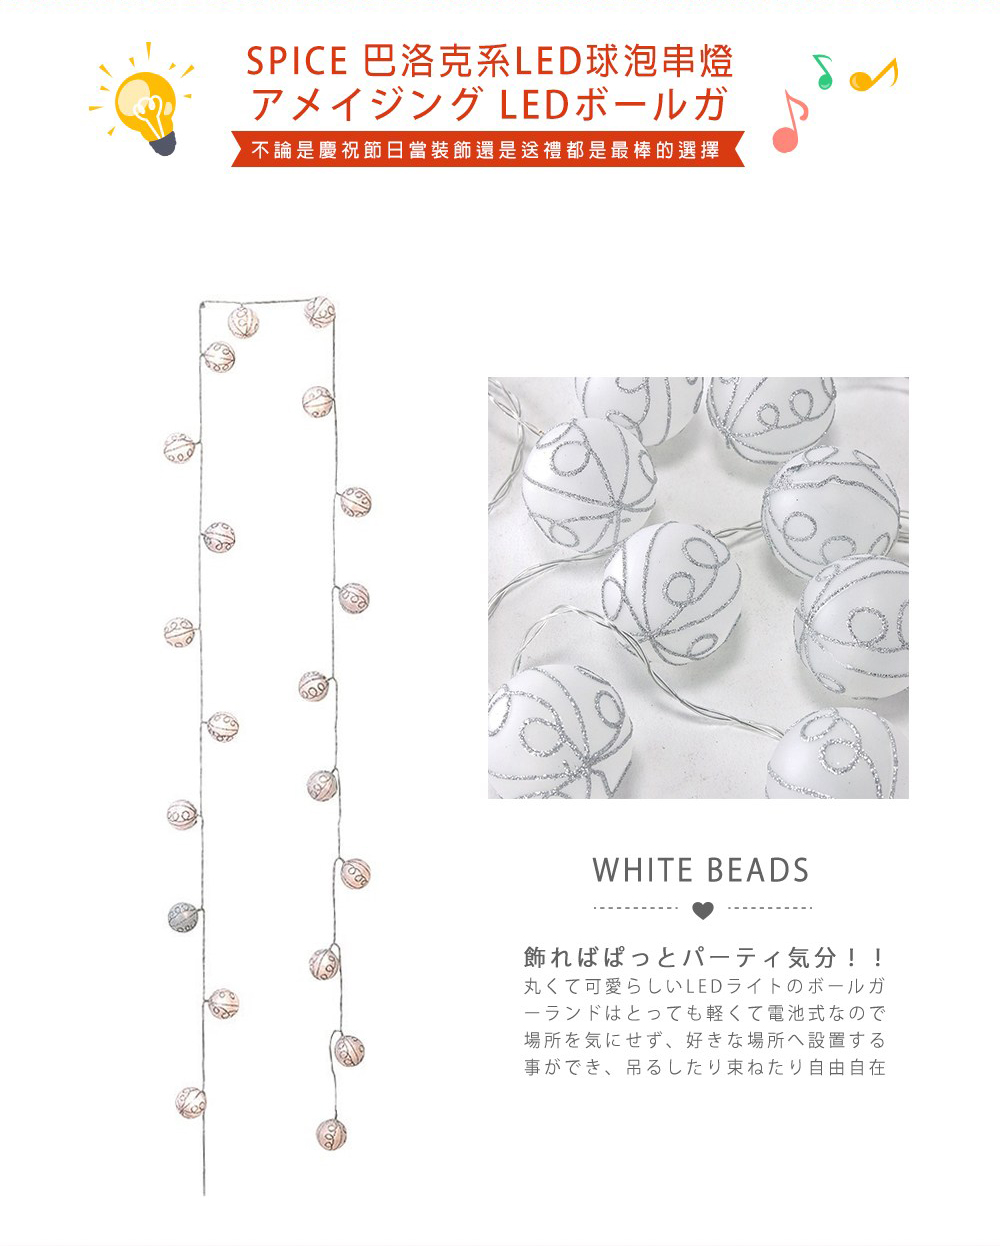 SPICE 巴洛克系LED球泡串燈
アメイジング LEDボールガ
不論是慶祝節日當裝飾還是送禮都是最棒的選擇
WHITE BEADS
飾ればぱっとパーティ気分！！
丸くて可愛らしいLEDライトのボールガ
ーランドはとっても軽くて電池式なので
場所を気にせず、好きな場所へ設置する
事ができ、吊るしたり束ねたり自由自在